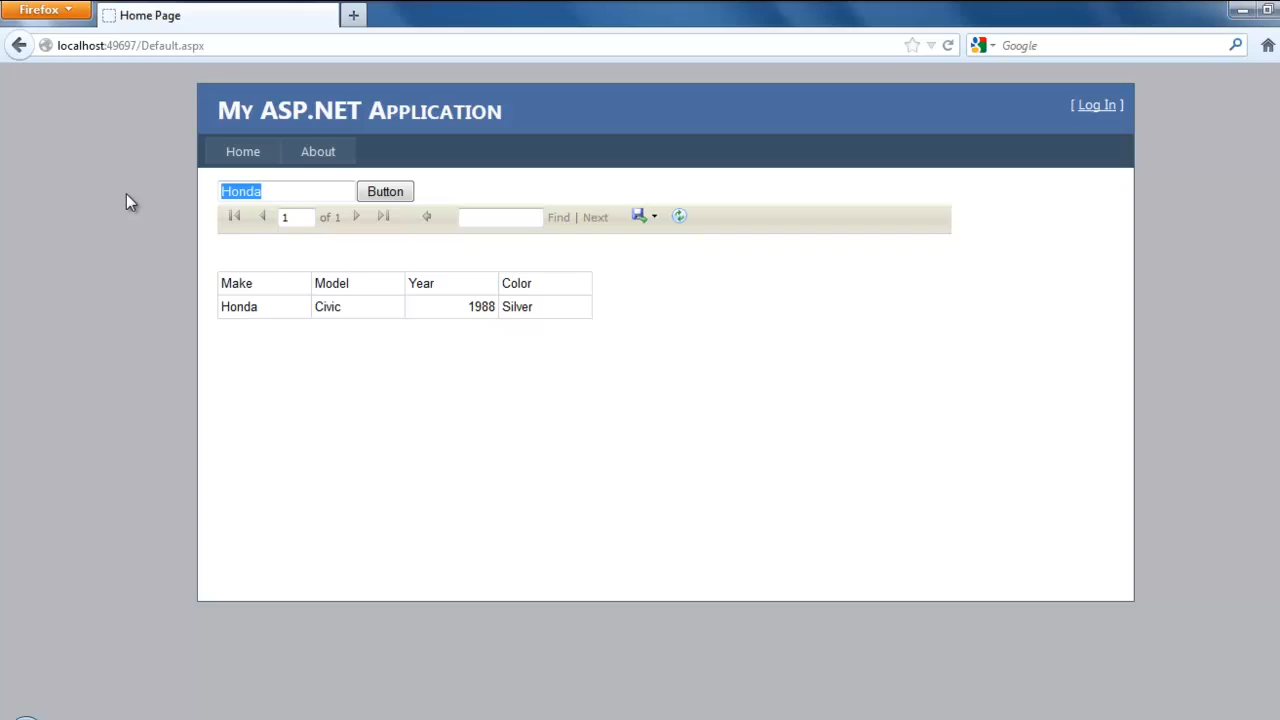 Firefox
Home Page
localhost:49697/Default.aspx
Google
My ASP.NET Application
[ Log In ]
Home About
Honda Button
1 of 1 Find | Next
Make Model Year Color
Honda Civic 1988 Silver